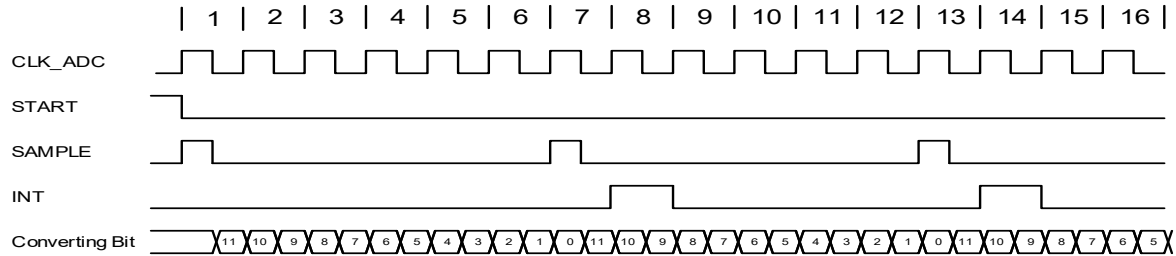 | 1 | 2 | 3 | 4 | 5 | 6 | 7 | 8 | 9 | 10 | 11 | 12 | 13 | 14 | 15 | 16 |
CLK_ADC
START
SAMPLE
INT
Converting Bit 11 10 9 8 7 6 5 4 3 2 1 0 11 10 9 8 7 6 5 4 3 2 1 0 11 10 9 8 7 6 5